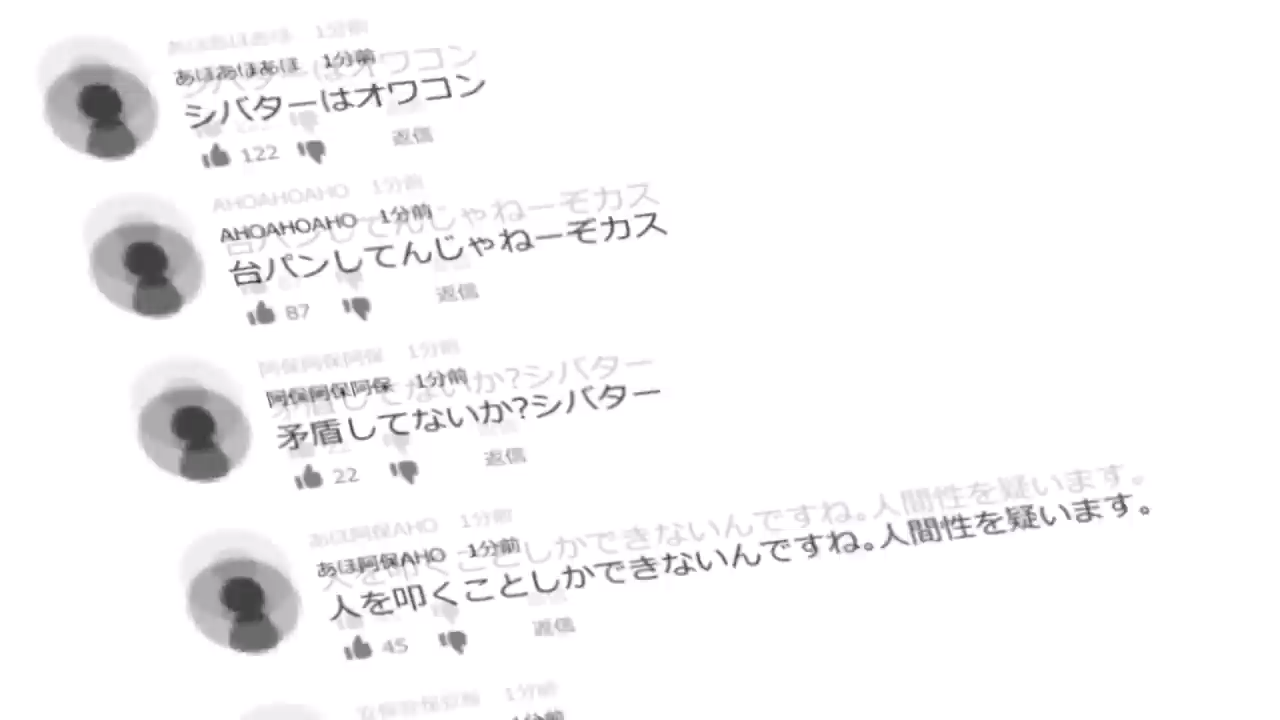 あほあほあほ 1分前
シバターはオワコン
122 返信
AHOAHOAHO 1分前
台パンしてんじゃねーぞカス
87 返信
阿保阿保阿保 1分前
矛盾してないか?シバター
22 返信
あほ阿保AHO 1分前
人を叩くことしかできないんですね。人間性を疑います。
45 返信
1分前